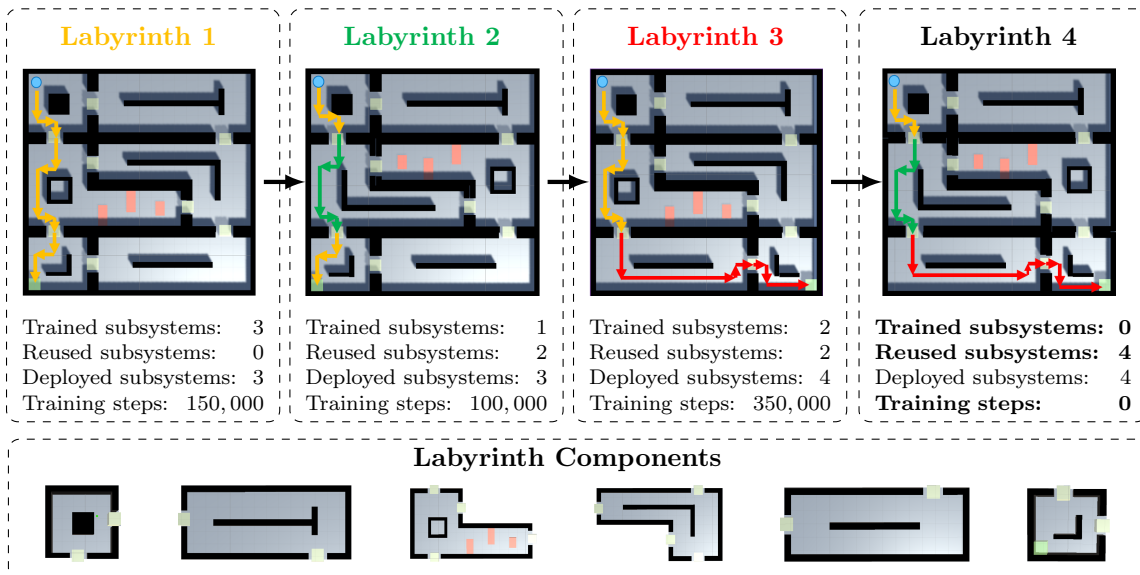 Labyrinth 1
Trained subsystems: 3
Reused subsystems: 0
Deployed subsystems: 3
Training steps: 150,000
Labyrinth 2
Trained subsystems: 1
Reused subsystems: 2
Deployed subsystems: 3
Training steps: 100,000
Labyrinth 3
Trained subsystems: 2
Reused subsystems: 2
Deployed subsystems: 4
Training steps: 350,000
Labyrinth 4
Trained subsystems: 0
Reused subsystems: 4
Deployed subsystems: 4
Training steps: 0
Labyrinth Components